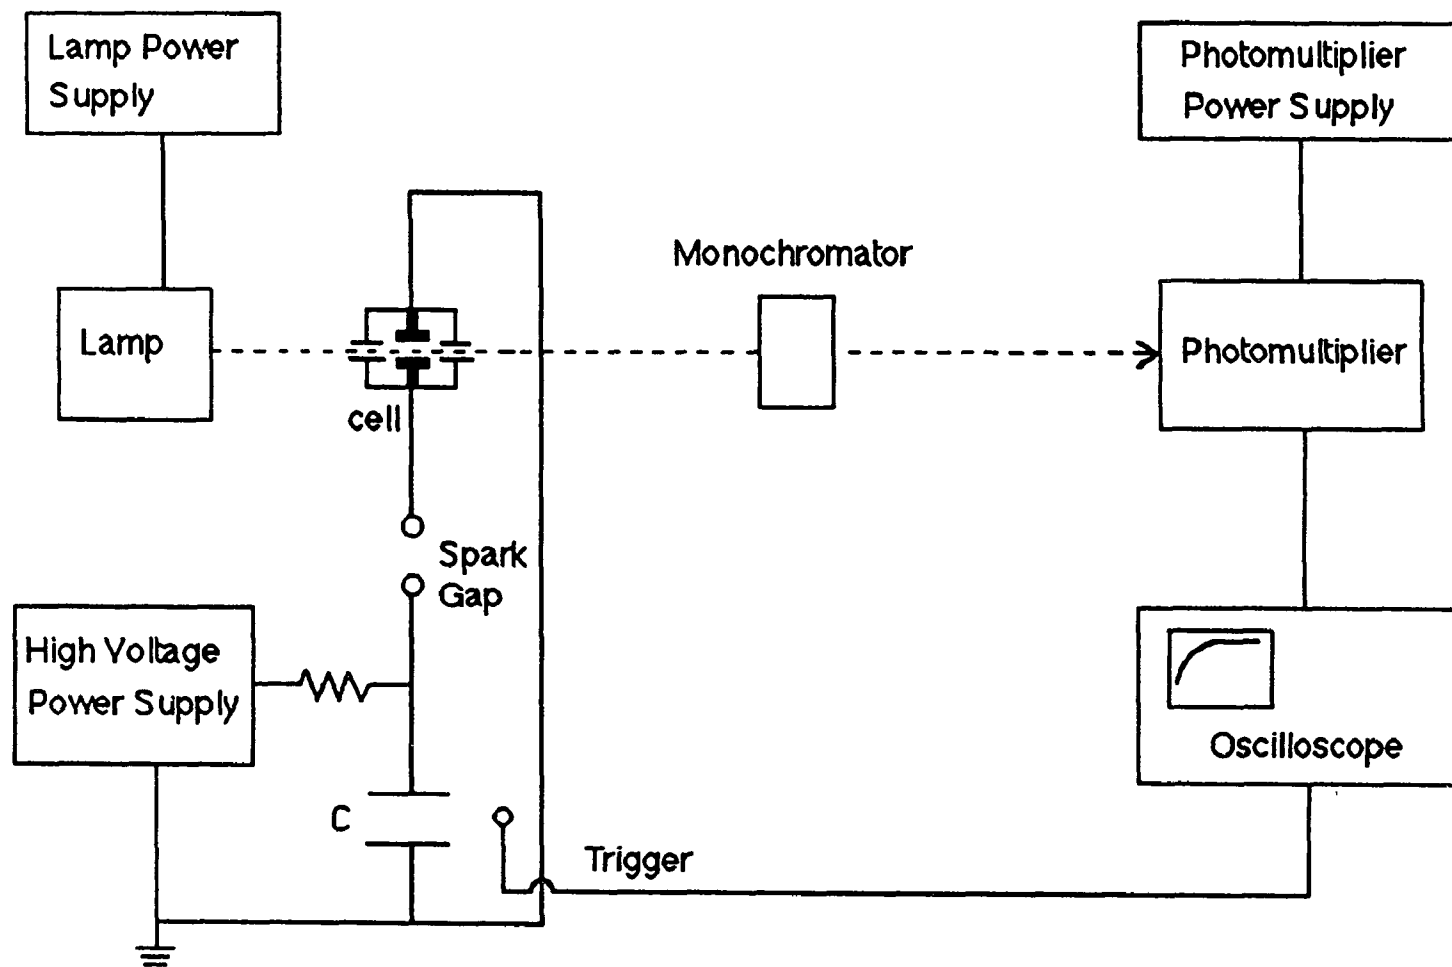 Lamp Power
Supply
Photomultiplier
Power Supply
Monochromator
Lamp
Photomultiplier
cell
Spark
Gap
High Voltage
Power Supply
Oscilloscope
C
Trigger